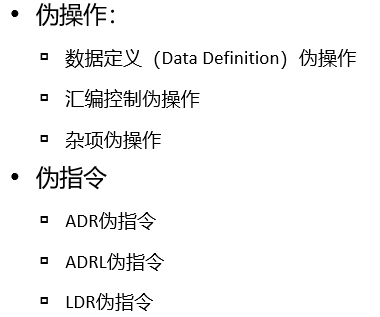 • 伪操作：
▫ 数据定义（Data Definition）伪操作
▫ 汇编控制伪操作
▫ 杂项伪操作
• 伪指令
▫ ADR伪指令
▫ ADRL伪指令
▫ LDR伪指令